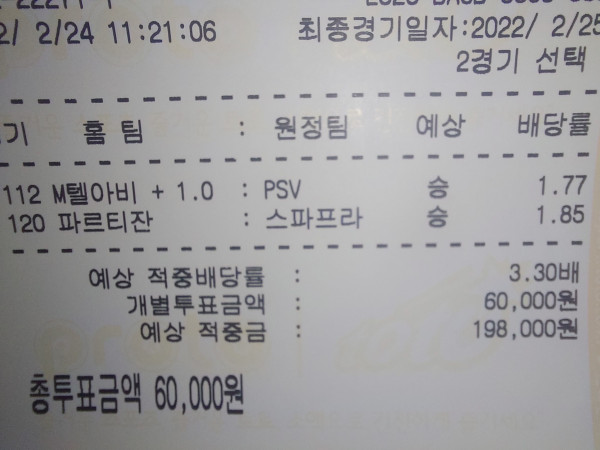 2/ 2/24 11:21:06 최종경기일자:2022/ 2/25
2경기 선택
기 홈 팀 : 원정팀 예상 배당률
112 M텔아비 + 1.0 : PSV 승 1.77
120 파르티잔 : 스파프라 승 1.85
예상 적중배당률 : 3.30배
개별투표금액 : 60,000원
예상 적중금 : 198,000원
총투표금액 60,000원